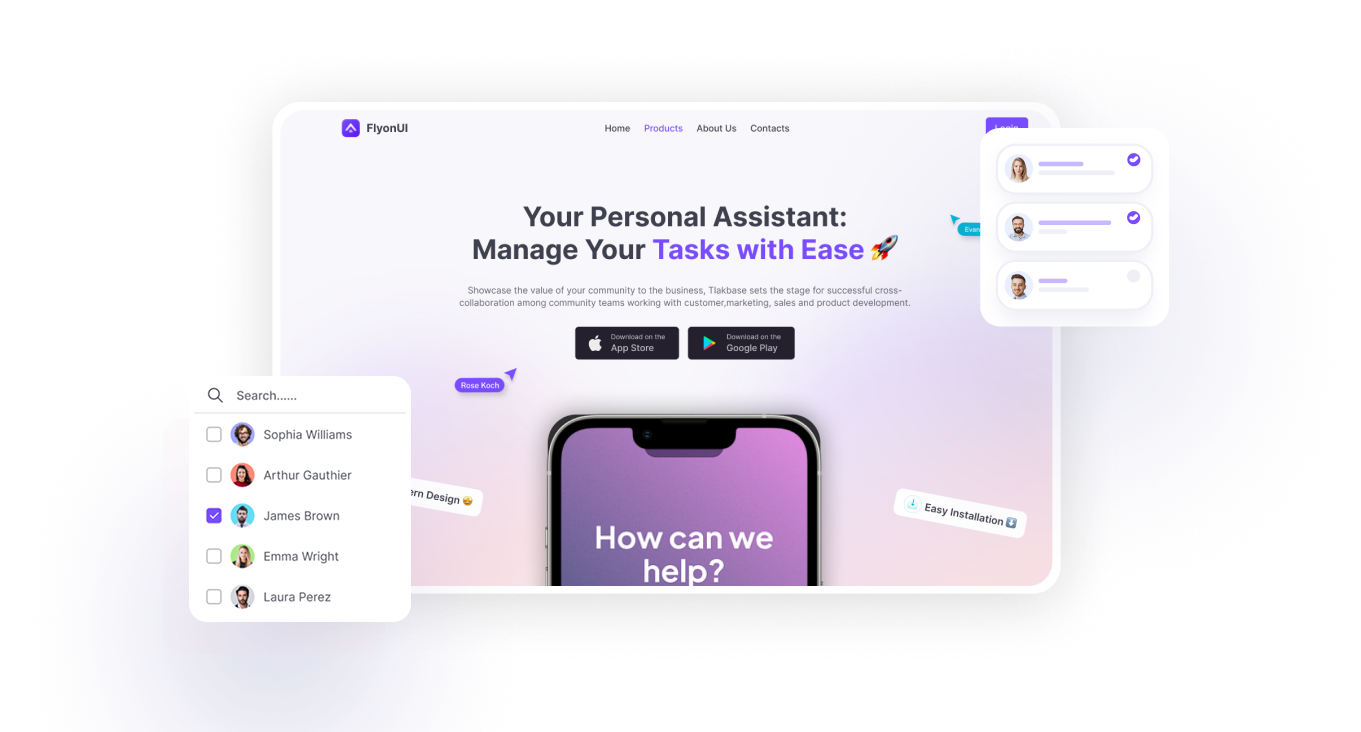 FlyonUI
Home Products About Us Contacts
Your Personal Assistant:
Manage Your Tasks with Ease
Evan
Showcase the value of your community to the business, Tlakbase sets the stage for successful cross-
collaboration among community teams working with customer,marketing, sales and product development.
Download on the
App Store
Download on the
Google Play
Rose Koch
Search......
Sophia Williams
Arthur Gauthier
James Brown
Emma Wright
Laura Perez
ern Design
Easy Installation
How can we
help?